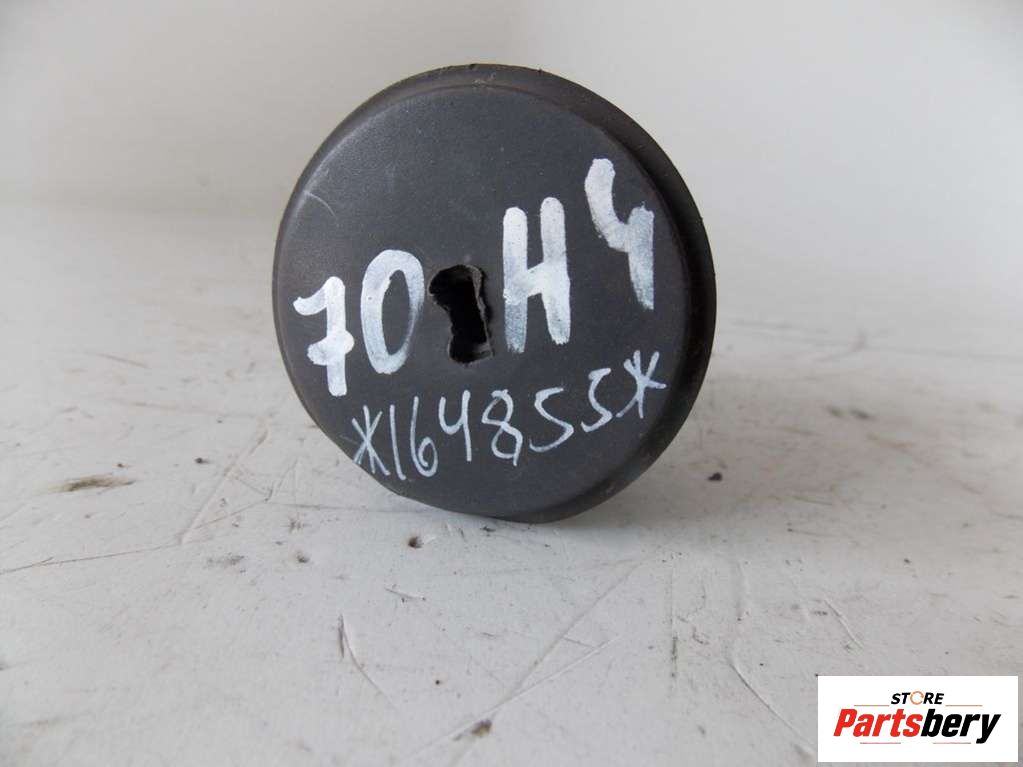 70 H4
*164855*
STORE
Partsbery